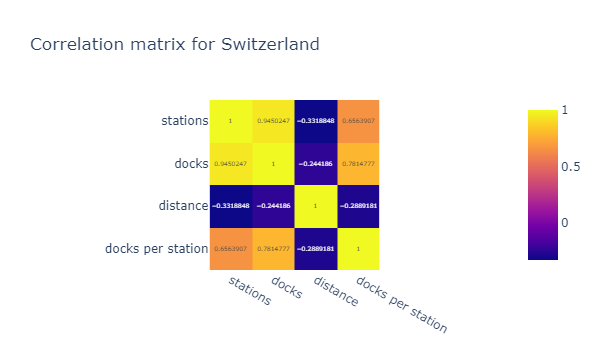 Correlation matrix for Switzerland
stations 1 0.9450247 −0.3318848 0.6563907
docks 0.9450247 1 −0.244186 0.7814777
distance −0.3318848 −0.244186 1 −0.2889181
docks per station 0.6563907 0.7814777 −0.2889181 1
stations docks distance docks per station
1
0.5
0